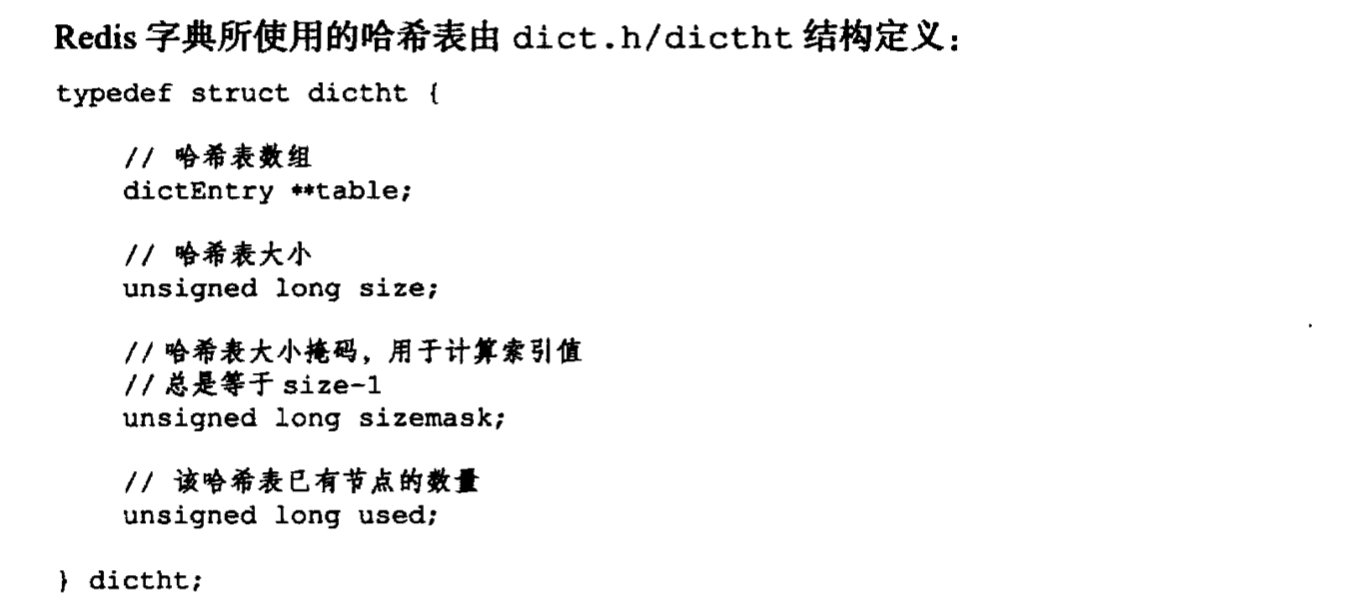 Redis 字典所使用的哈希表由 dict.h/dictht 结构定义：
typedef struct dictht {
// 哈希表数组
dictEntry **table;
// 哈希表大小
unsigned long size;
// 哈希表大小掩码，用于计算索引值
// 总是等于 size-1
unsigned long sizemask;
// 该哈希表已有节点的数量
unsigned long used;
} dictht;